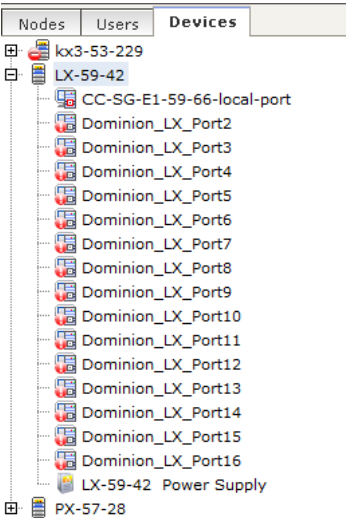 Nodes Users Devices
kx3-53-229
LX-59-42
CC-SG-E1-59-66-local-port
Dominion_LX_Port2
Dominion_LX_Port3
Dominion_LX_Port4
Dominion_LX_Port5
Dominion_LX_Port6
Dominion_LX_Port7
Dominion_LX_Port8
Dominion_LX_Port9
Dominion_LX_Port10
Dominion_LX_Port11
Dominion_LX_Port12
Dominion_LX_Port13
Dominion_LX_Port14
Dominion_LX_Port15
Dominion_LX_Port16
LX-59-42 Power Supply
PX-57-28